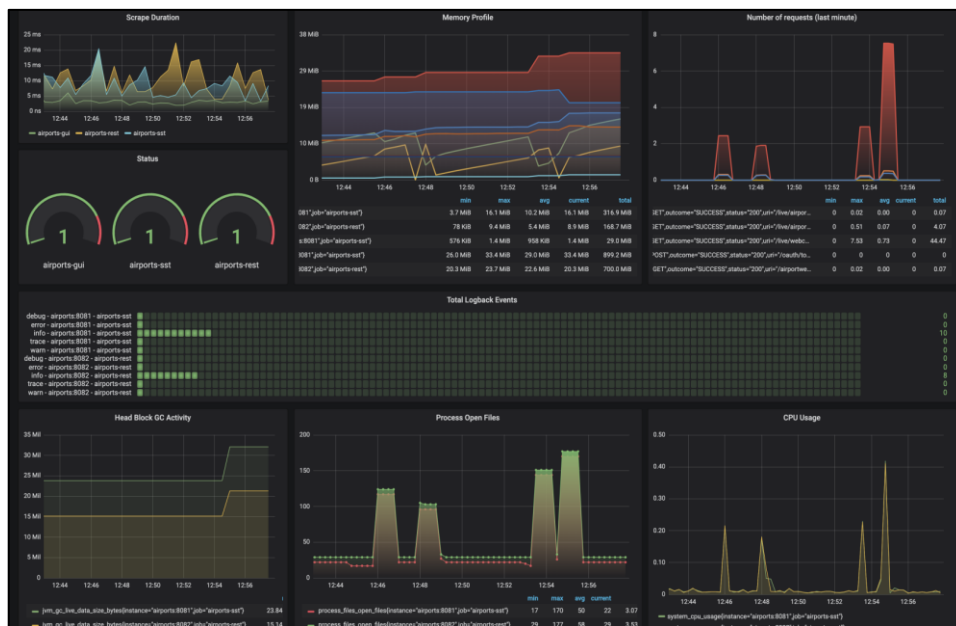 Scrape Duration
25 ms
20 ms
15 ms
10 ms
5 ms
0 ns
12:44 12:46 12:48 12:50 12:52 12:54 12:56
airports-gui airports-rest airports-sst
Memory Profile
38 MiB
29 MiB
19 MiB
10 MiB
0 B
12:44 12:46 12:48 12:50 12:52 12:54 12:56
min max avg current total
081",job="airports-sst"} 3.7 MiB 16.1 MiB 10.2 MiB 16.1 MiB 316.9 MiB
082",job="airports-rest"} 78 KiB 9.4 MiB 5.4 MiB 8.9 MiB 168.7 MiB
s:8081",job="airports-sst"} 576 KiB 1.4 MiB 958 KiB 1.4 MiB 29.0 MiB
8081",job="airports-sst"} 26.0 MiB 33.4 MiB 29.0 MiB 33.4 MiB 899.2 MiB
8082",job="airports-rest"} 20.3 MiB 23.7 MiB 22.6 MiB 20.3 MiB 700.0 MiB
Number of requests (last minute)
8
6
4
2
0
12:44 12:46 12:48 12:50 12:52 12:54 12:56
min max avg current total
GET",outcome="SUCCESS",status="200",uri="/live/airpor... 0 0.02 0.00 0 0.07
GET",outcome="SUCCESS",status="200",uri="/live/airport... 0 0.51 0.07 0 4.07
GET",outcome="SUCCESS",status="200",uri="/live/webc... 0 7.53 0.73 0 44.47
POST",outcome="SUCCESS",status="200",uri="/oauth/to... 0 0 0 0 0
GET",outcome="SUCCESS",status="200",uri="/airportwe... 0 0.02 0.00 0 0.07
Status
1 1 1
airports-gui airports-sst airports-rest
Total Logback Events
debug - airports:8081 - airports-sst 0
error - airports:8081 - airports-sst 0
info - airports:8081 - airports-sst 10
trace - airports:8081 - airports-sst 0
warn - airports:8081 - airports-sst 0
debug - airports:8082 - airports-rest 0
error - airports:8082 - airports-rest 0
info - airports:8082 - airports-rest 8
trace - airports:8082 - airports-rest 0
warn - airports:8082 - airports-rest 0
Head Block GC Activity
35 Mil
30 Mil
25 Mil
20 Mil
15 Mil
10 Mil
5 Mil
0
12:44 12:46 12:48 12:50 12:52 12:54 12:56
jvm_gc_live_data_size_bytes{instance="airports:8081",job="airports-sst"} 23.84
jvm_gc_live_data_size_bytes{instance="airports:8082",job="airports-rest"} 15.14
Process Open Files
200
150
100
50
0
12:44 12:46 12:48 12:50 12:52 12:54 12:56
min max avg current
process_files_open_files{instance="airports:8081",job="airports-sst"} 17 170 50 22 3.07
process_files_open_files{instance="airports:8082",job="airports-rest"} 29 177 58 29 3.53
CPU Usage
0.50
0.40
0.30
0.20
0.10
0
12:44 12:46 12:48 12:50 12:52 12:54 12:56
system_cpu_usage{instance="airports:8081",job="airports-sst"}